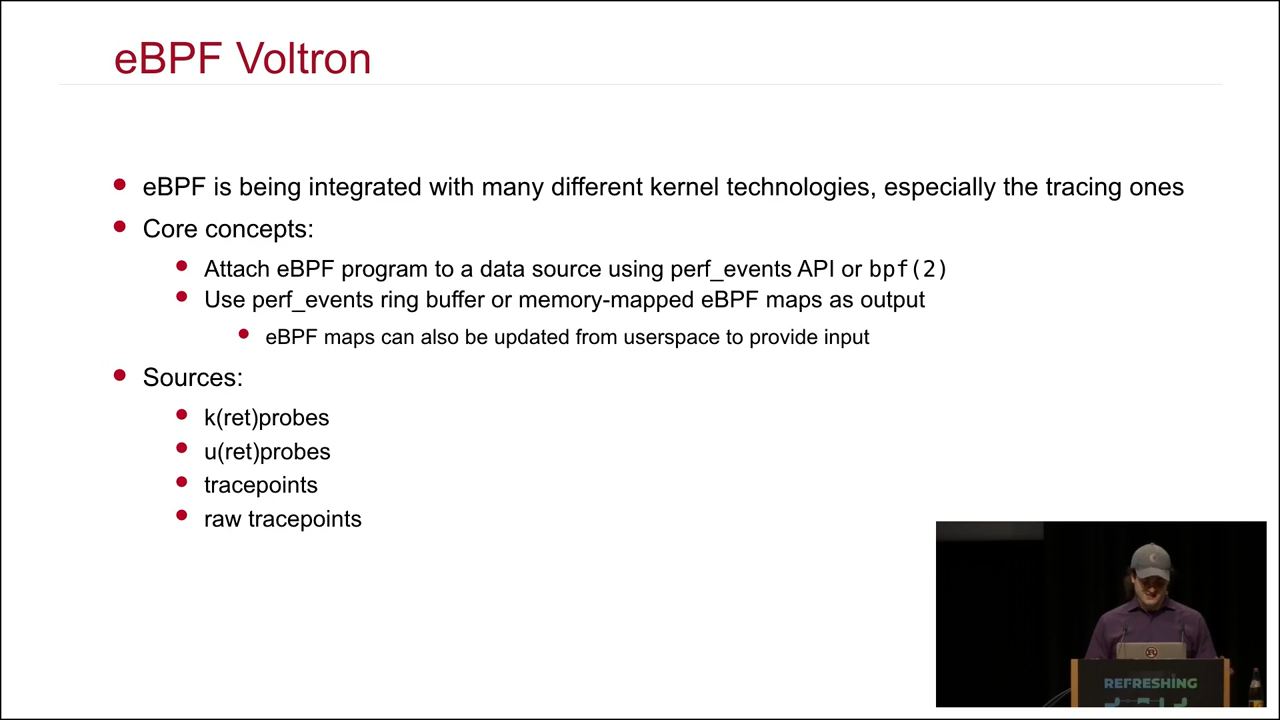 eBPF Voltron
eBPF is being integrated with many different kernel technologies, especially the tracing ones
Core concepts:
Attach eBPF program to a data source using perf_events API or bpf(2)
Use perf_events ring buffer or memory-mapped eBPF maps as output
eBPF maps can also be updated from userspace to provide input
Sources:
k(ret)probes
u(ret)probes
tracepoints
raw tracepoints
REFRESHING